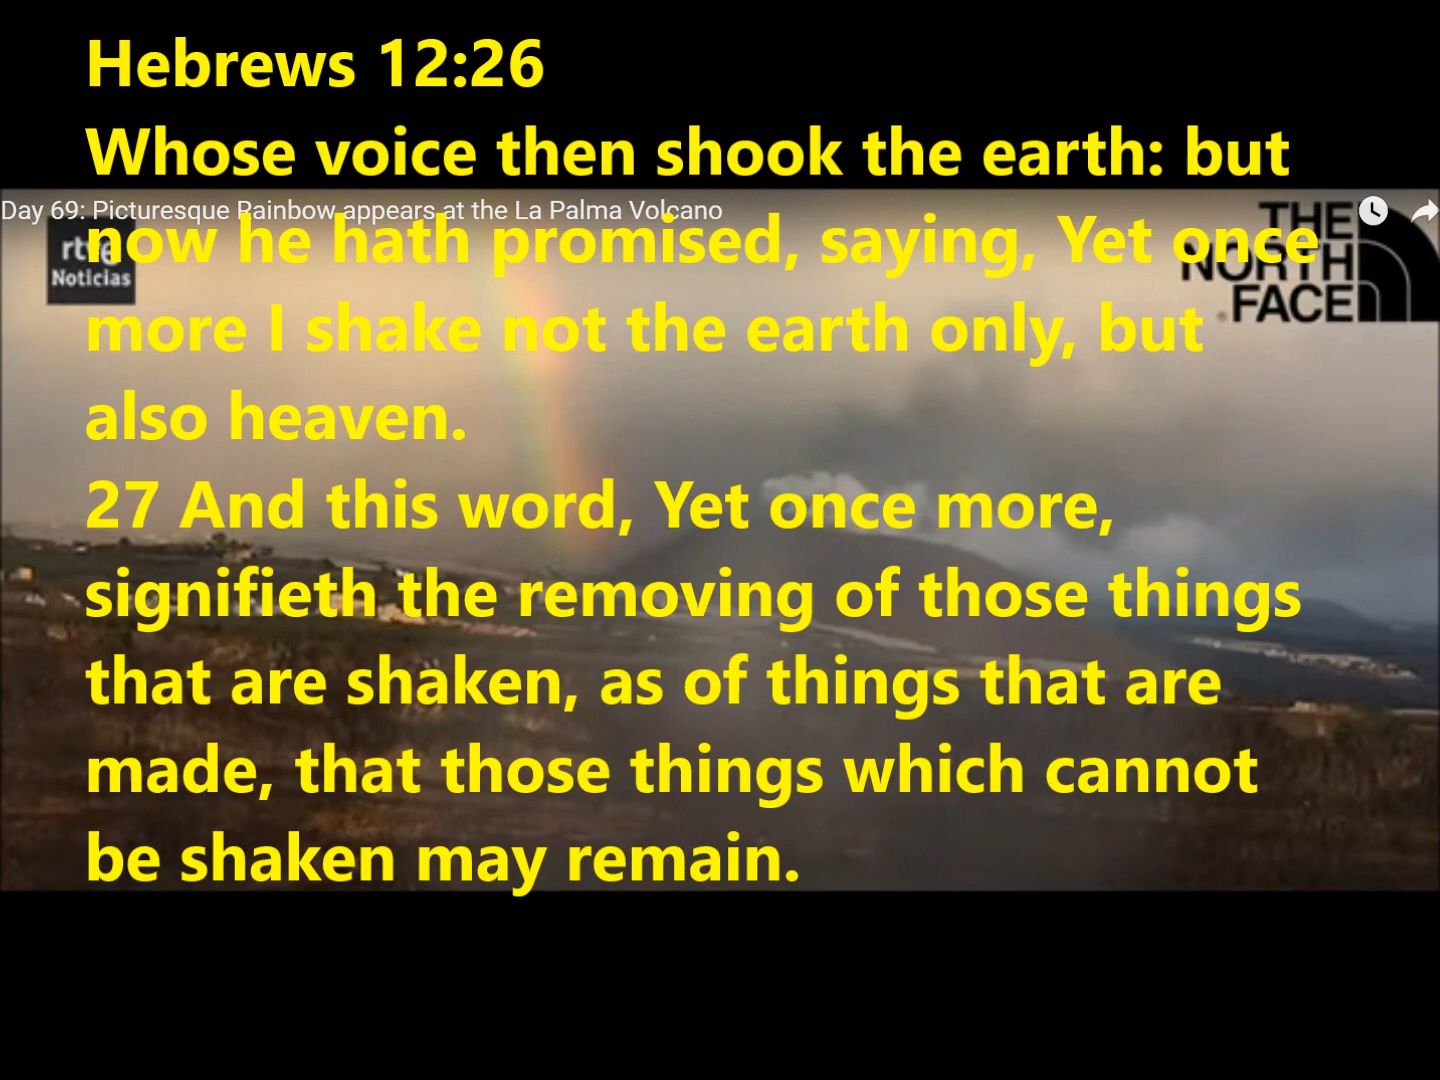 Hebrews 12:26
Whose voice then shook the earth: but
Day 69: Picturesque Rainbow appears at the La Palma Volcano
now he hath promised, saying, Yet once
rtve
Noticias
THE
NORTH
FACE
more I shake not the earth only, but
also heaven.
27 And this word, Yet once more,
signifieth the removing of those things
that are shaken, as of things that are
made, that those things which cannot
be shaken may remain.